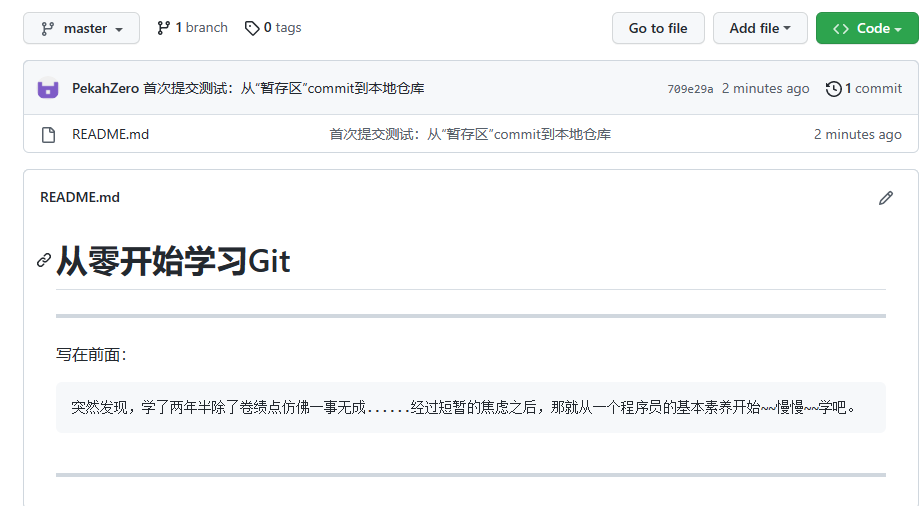 master 1 branch 0 tags Go to file Add file Code
PekahZero 首次提交测试：从“暂存区”commit到本地仓库 709e29a 2 minutes ago 1 commit
README.md 首次提交测试：从“暂存区”commit到本地仓库 2 minutes ago
README.md
从零开始学习Git
写在前面：
突然发现，学了两年半除了卷绩点仿佛一事无成......经过短暂的焦虑之后，那就从一个程序员的基本素养开始~~慢慢~~学吧。